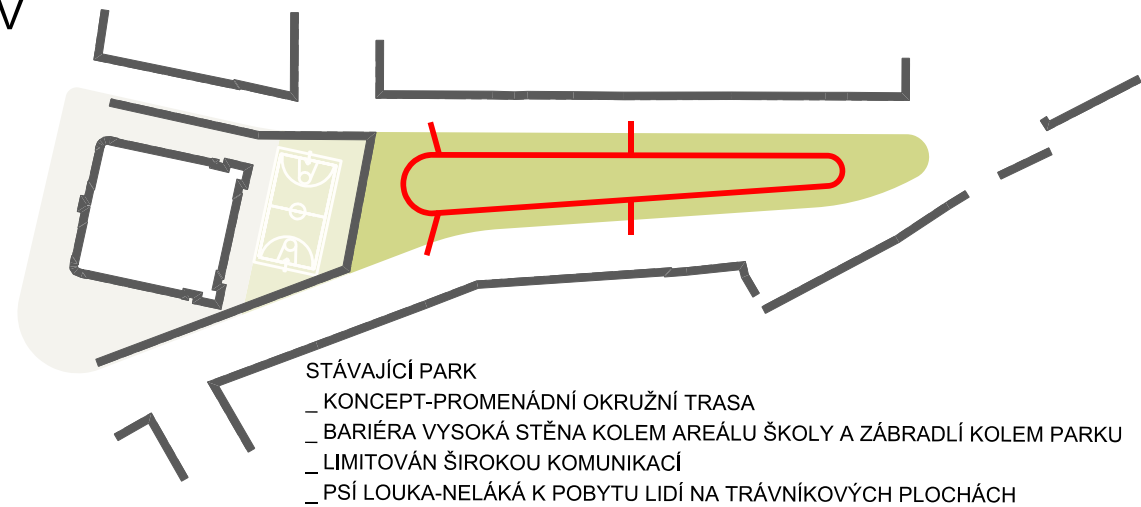 V
STÁVAJÍCÍ PARK
_ KONCEPT-PROMENÁDNÍ OKRUŽNÍ TRASA
_ BARIÉRA VYSOKÁ STĚNA KOLEM AREÁLU ŠKOLY A ZÁBRADLÍ KOLEM PARKU
_ LIMITOVÁN ŠIROKOU KOMUNIKACÍ
_ PSÍ LOUKA-NELÁKÁ K POBYTU LIDÍ NA TRÁVNÍKOVÝCH PLOCHÁCH